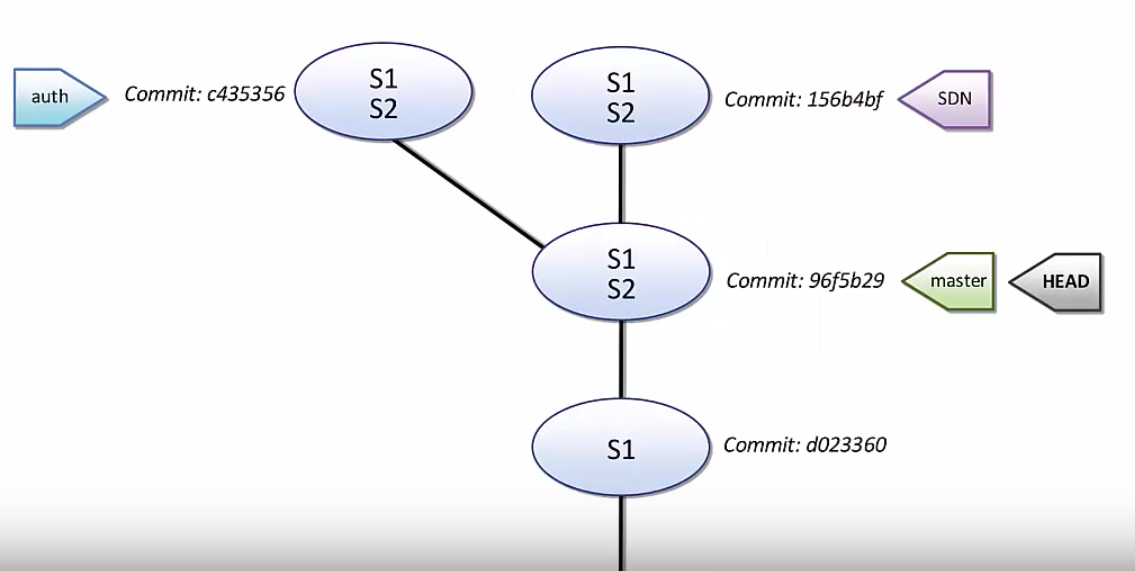 auth
Commit: c435356
S1
S2
S1
S2
Commit: 156b4bf
SDN
S1
S2
Commit: 96f5b29
master
HEAD
S1
Commit: d023360